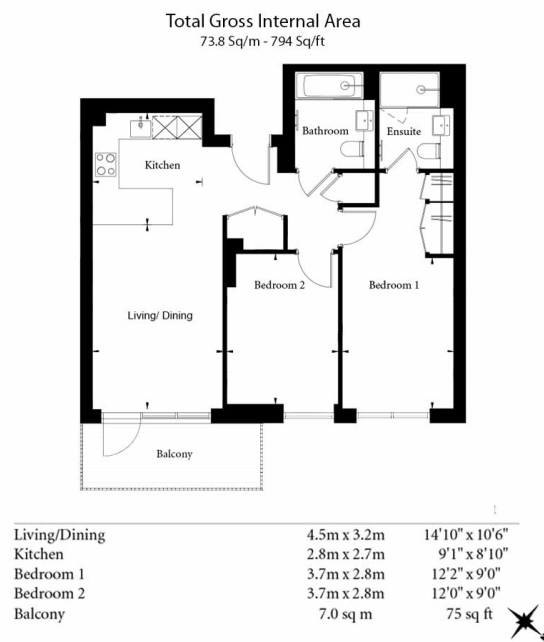 Total Gross Internal Area
73.8 Sq/m - 794 Sq/ft
Bathroom
Ensuite
Kitchen
Bedroom 2
Bedroom 1
Living/ Dining
Balcony
Living/Dining 4.5m x 3.2m 14'10" x 10'6"
Kitchen 2.8m x 2.7m 9'1" x 8'10"
Bedroom 1 3.7m x 2.8m 12'2" x 9'0"
Bedroom 2 3.7m x 2.8m 12'0" x 9'0"
Balcony 7.0 sq m 75 sq ft